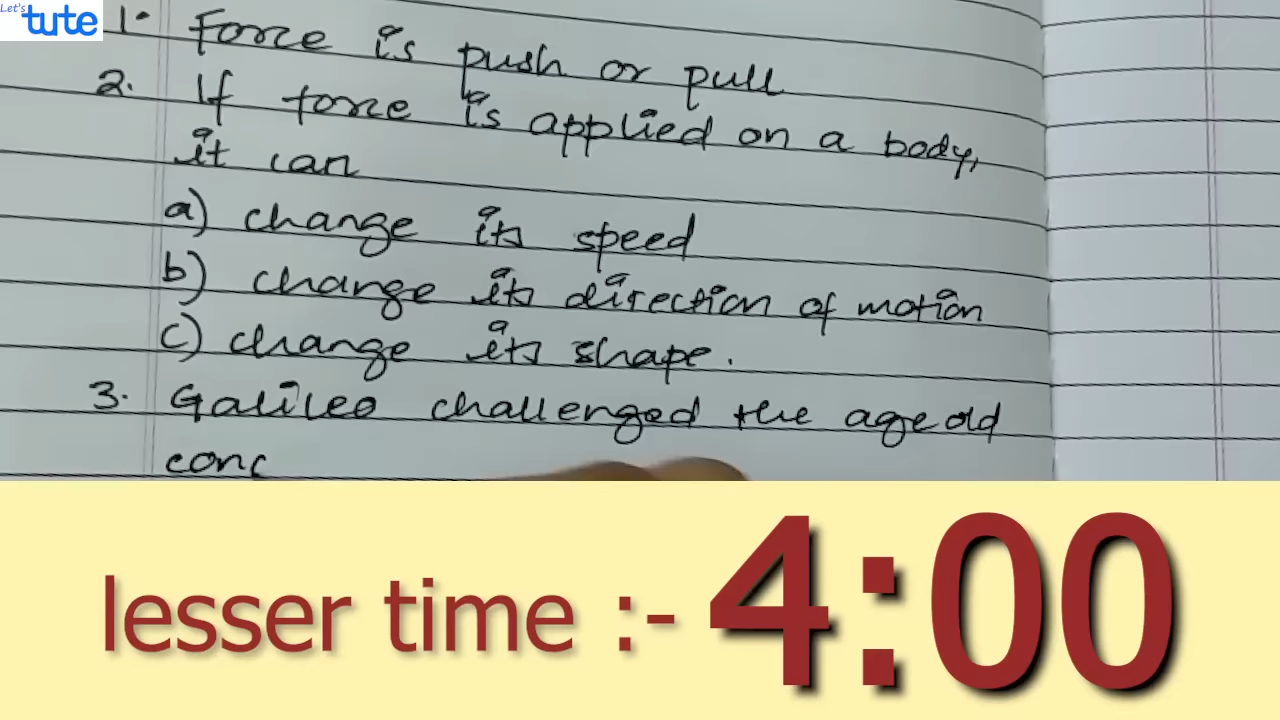 Let's
tute
1. Force is push or pull
2. If force is applied on a body,
it can
a) change its speed
b) change its direction of motion
c) change its shape.
3. Galileo challenged the age old
conc
lesser time :- 4:00